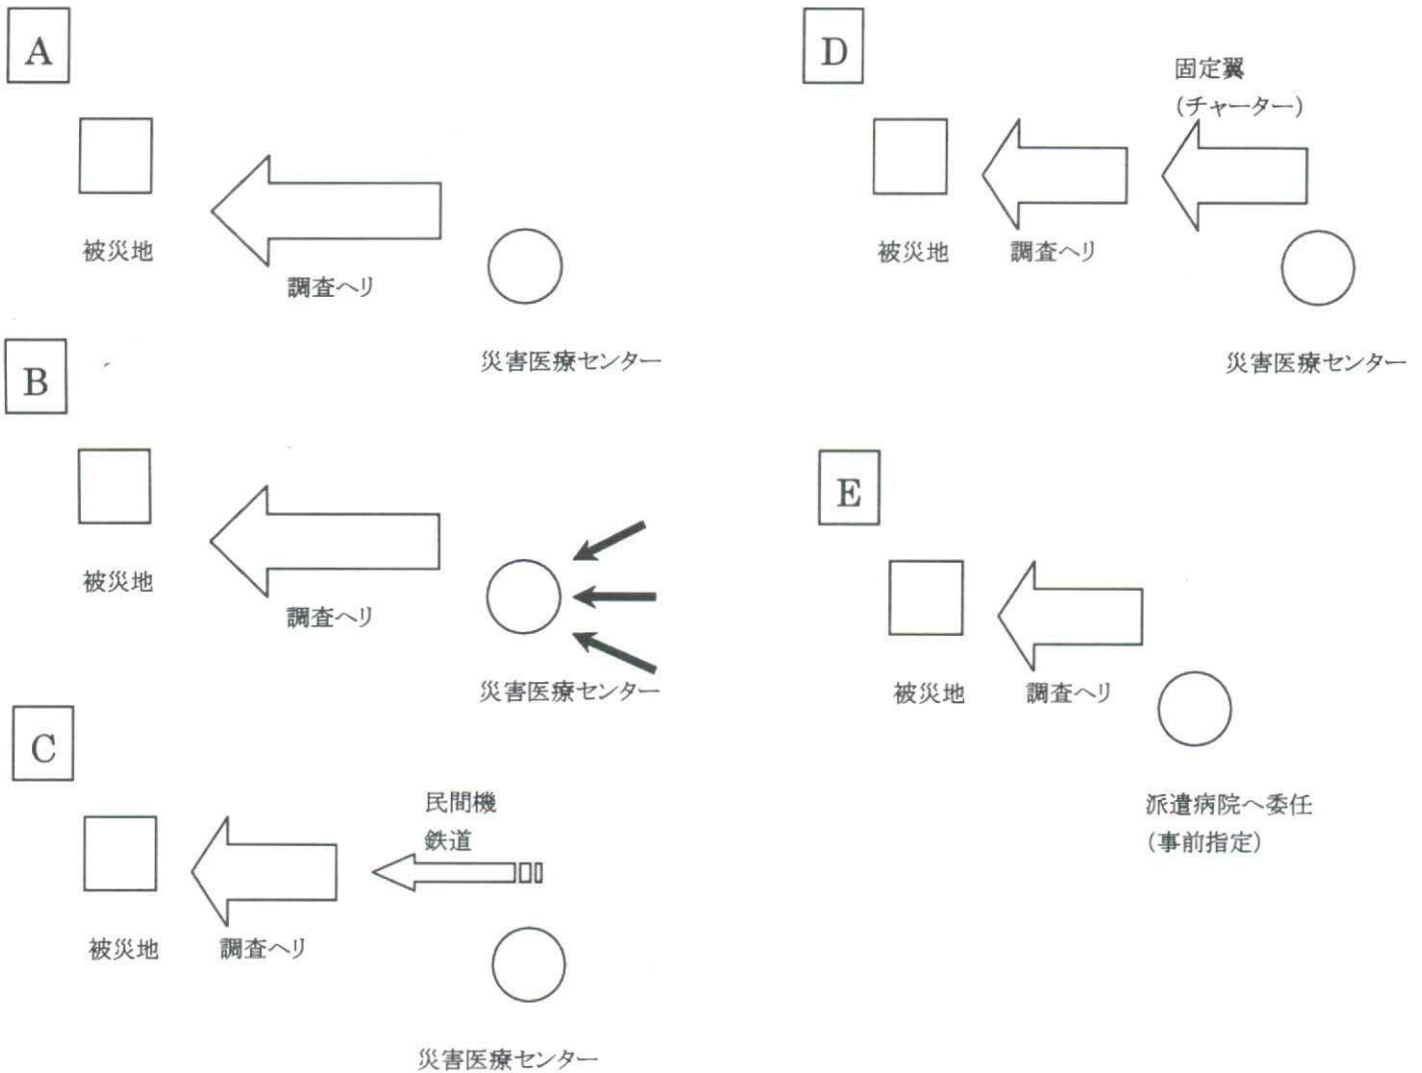 A
被災地
調査ヘリ
災害医療センター
B
被災地
調査ヘリ
災害医療センター
C
民間機
鉄道
被災地
調査ヘリ
災害医療センター
D
固定翼
(チャーター)
被災地
調査ヘリ
災害医療センター
E
被災地
調査ヘリ
派遣病院へ委任
(事前指定)